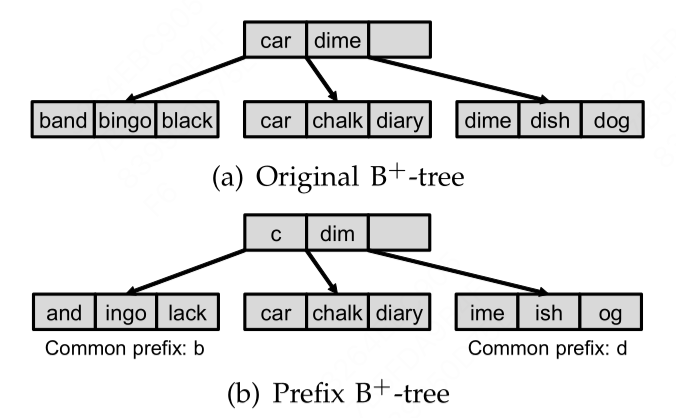 car dime
band bingo black car chalk diary dime dish dog
(a) Original B+-tree
c dim
and ingo lack car chalk diary ime ish og
Common prefix: b Common prefix: d
(b) Prefix B+-tree